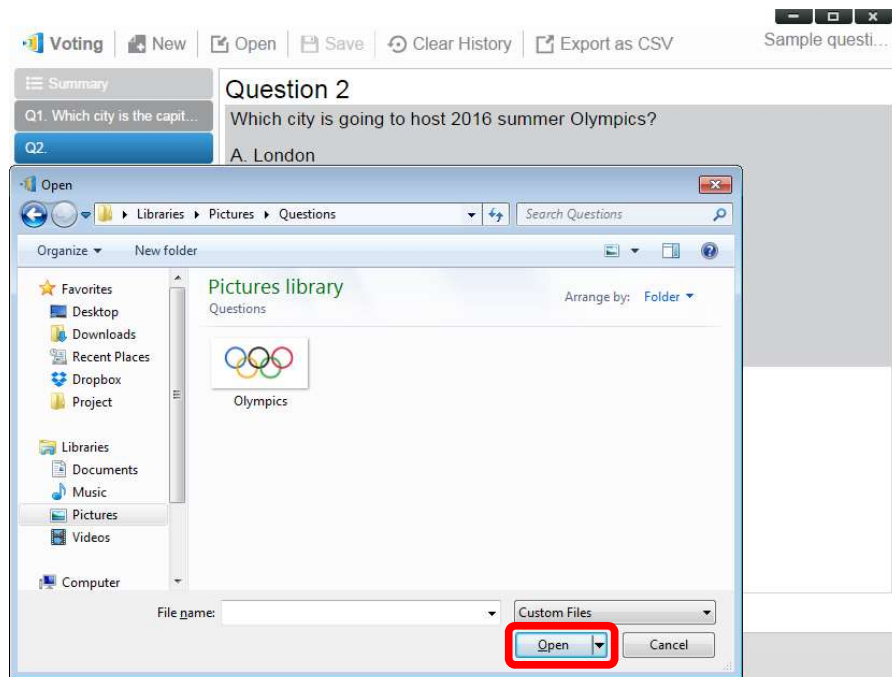 Voting New Open Save Clear History Export as CSV Sample questi...
Summary
Q1. Which city is the capit...
Q2.
Question 2
Which city is going to host 2016 summer Olympics?
A. London
Open
Libraries Pictures Questions Search Questions
Organize New folder
Favorites
Desktop
Downloads
Recent Places
Dropbox
Project
Libraries
Documents
Music
Pictures
Videos
Computer
Pictures library
Questions
Arrange by: Folder
Olympics
File name: Custom Files
Open Cancel